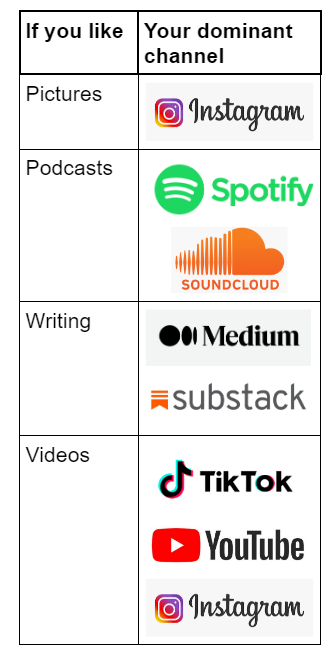 If you like
Your dominant
channel
Pictures
Instagram
Podcasts
Spotify
SOUNDCLOUD
Writing
Medium
substack
Videos
TikTok
YouTube
Instagram